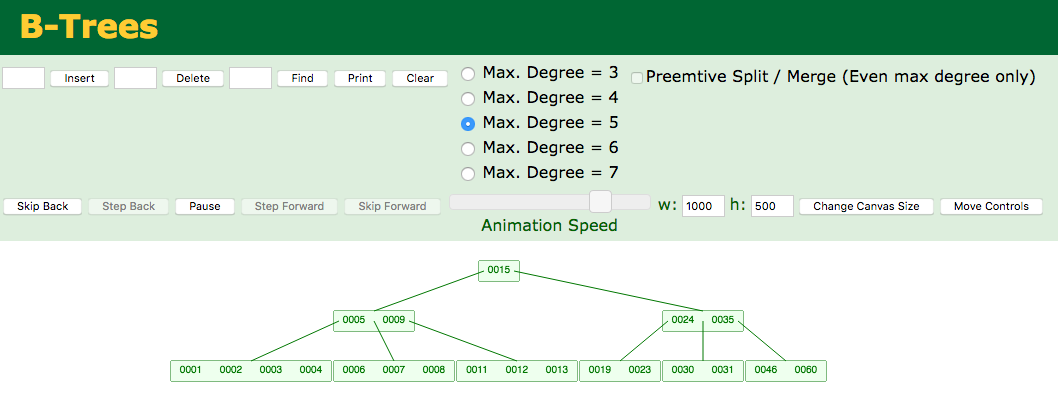 B-Trees
Insert Delete Find Print Clear
Max. Degree = 3
Max. Degree = 4
Max. Degree = 5
Max. Degree = 6
Max. Degree = 7
Preemtive Split / Merge (Even max degree only)
Skip Back Step Back Pause Step Forward Skip Forward
Animation Speed
w: 1000 h: 500 Change Canvas Size Move Controls
0015
0005 0009 0024 0035
0001 0002 0003 0004 0006 0007 0008 0011 0012 0013 0019 0023 0030 0031 0046 0060